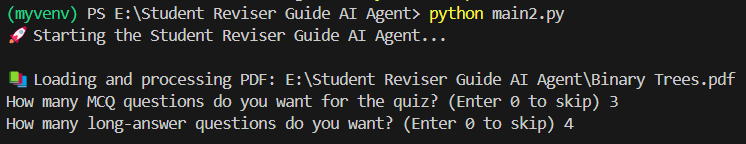 (myvenv) PS E:\Student Reviser Guide AI Agent> python main2.py
🚀 Starting the Student Reviser Guide AI Agent...
📚 Loading and processing PDF: E:\Student Reviser Guide AI Agent\Binary Trees.pdf
How many MCQ questions do you want for the quiz? (Enter 0 to skip) 3
How many long-answer questions do you want? (Enter 0 to skip) 4